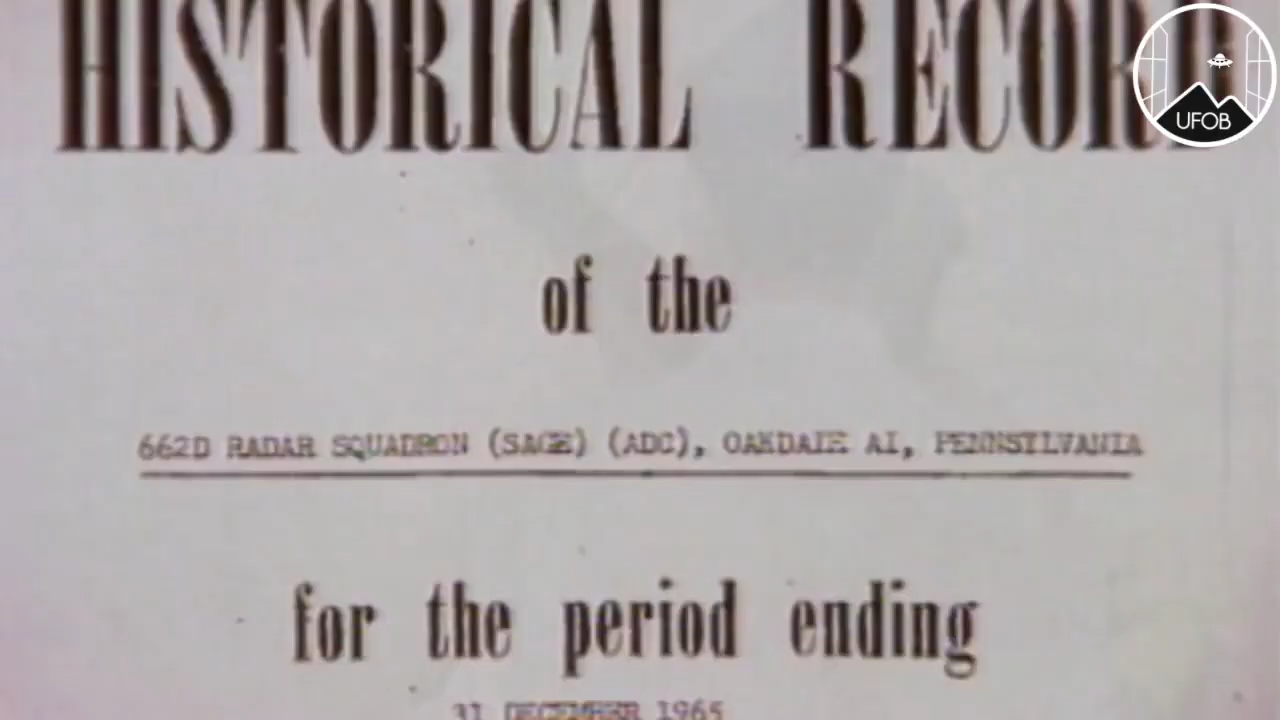 HISTORICAL RECORD
UFOB
of the
662D RADAR SQUADRON (SAGE) (ADC), OAKDALE AI, PENNSYLVANIA
for the period ending
31 DECEMBER 1965